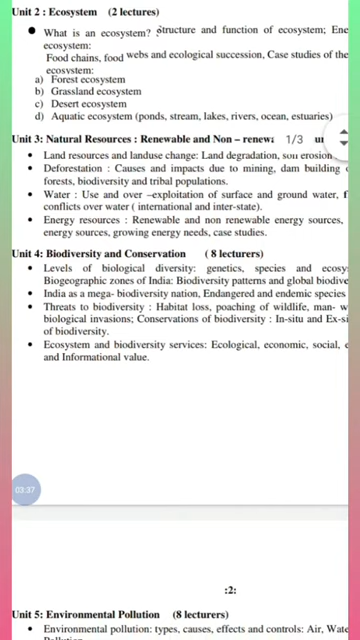 Unit 2 : Ecosystem (2 lectures)
• What is an ecosystem? Structure and function of ecosystem; Ene
ecosystem:
Food chains, food webs and ecological succession, Case studies of the
ecosystem:
a) Forest ecosystem
b) Grassland ecosystem
c) Desert ecosystem
d) Aquatic ecosystem (ponds, stream, lakes, rivers, ocean, estuaries)
Unit 3: Natural Resources : Renewable and Non – renew 1/3
• Land resources and landuse change: Land degradation, soil erosion
• Deforestation : Causes and impacts due to mining, dam building
forests, biodiversity and tribal populations.
• Water : Use and over –exploitation of surface and ground water, f
conflicts over water ( international and inter-state).
• Energy resources : Renewable and non renewable energy sources,
energy sources, growing energy needs, case studies.
Unit 4: Biodiversity and Conservation ( 8 lecturers)
• Levels of biological diversity: genetics, species and ecosy
Biogeographic zones of India: Biodiversity patterns and global biodive
• India as a mega- biodiversity nation, Endangered and endemic species
• Threats to biodiversity : Habitat loss, poaching of wildlife, man- w
biological invasions; Conservations of biodiversity : In-situ and Ex-si
of biodiversity.
• Ecosystem and biodiversity services: Ecological, economic, social, e
and Informational value.
03:37
:2:
Unit 5: Environmental Pollution (8 lecturers)
• Environmental pollution: types, causes, effects and controls: Air, Wate